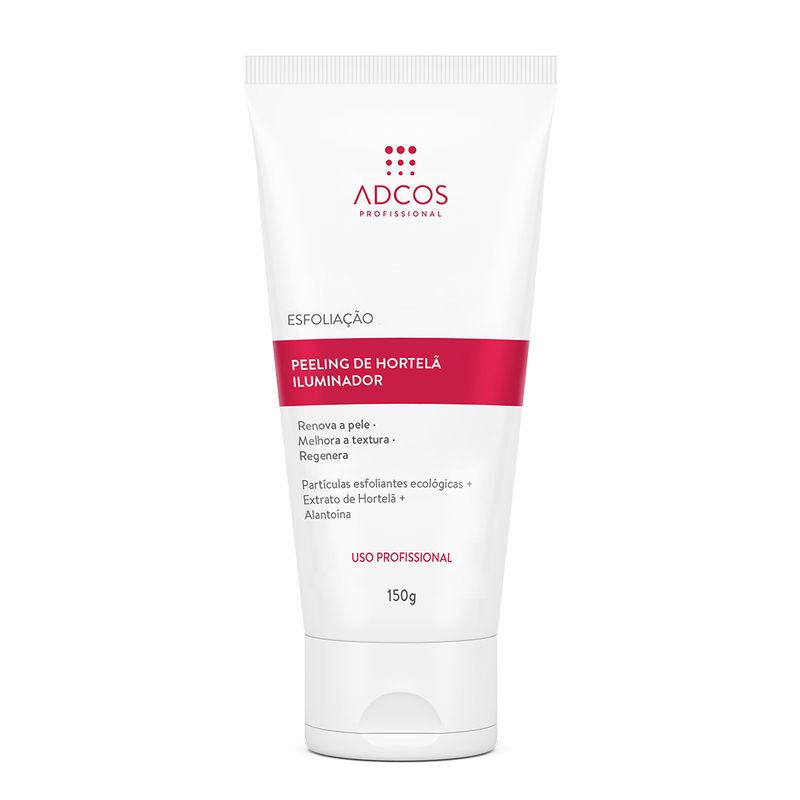 ADCOS
PROFISSIONAL
ESFOLIAÇÃO
PEELING DE HORTELÃ
ILUMINADOR
Renova a pele •
Melhora a textura •
Regenera
Partículas esfoliantes ecológicas +
Extrato de Hortelã +
Alantoína
USO PROFISSIONAL
150g